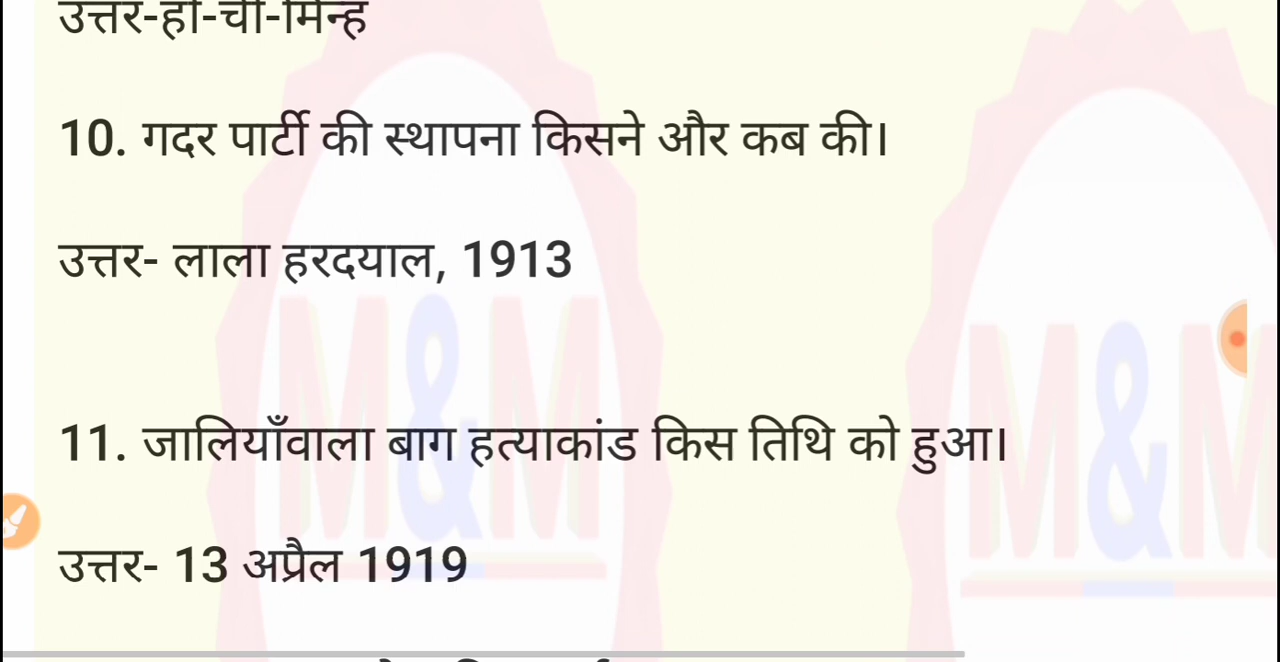 उत्तर-हो-ची-मिन्ह
10. गदर पार्टी की स्थापना किसने और कब की।
उत्तर- लाला हरदयाल, 1913
11. जालियाँवाला बाग हत्याकांड किस तिथि को हुआ।
उत्तर- 13 अप्रैल 1919
M&M
M&M